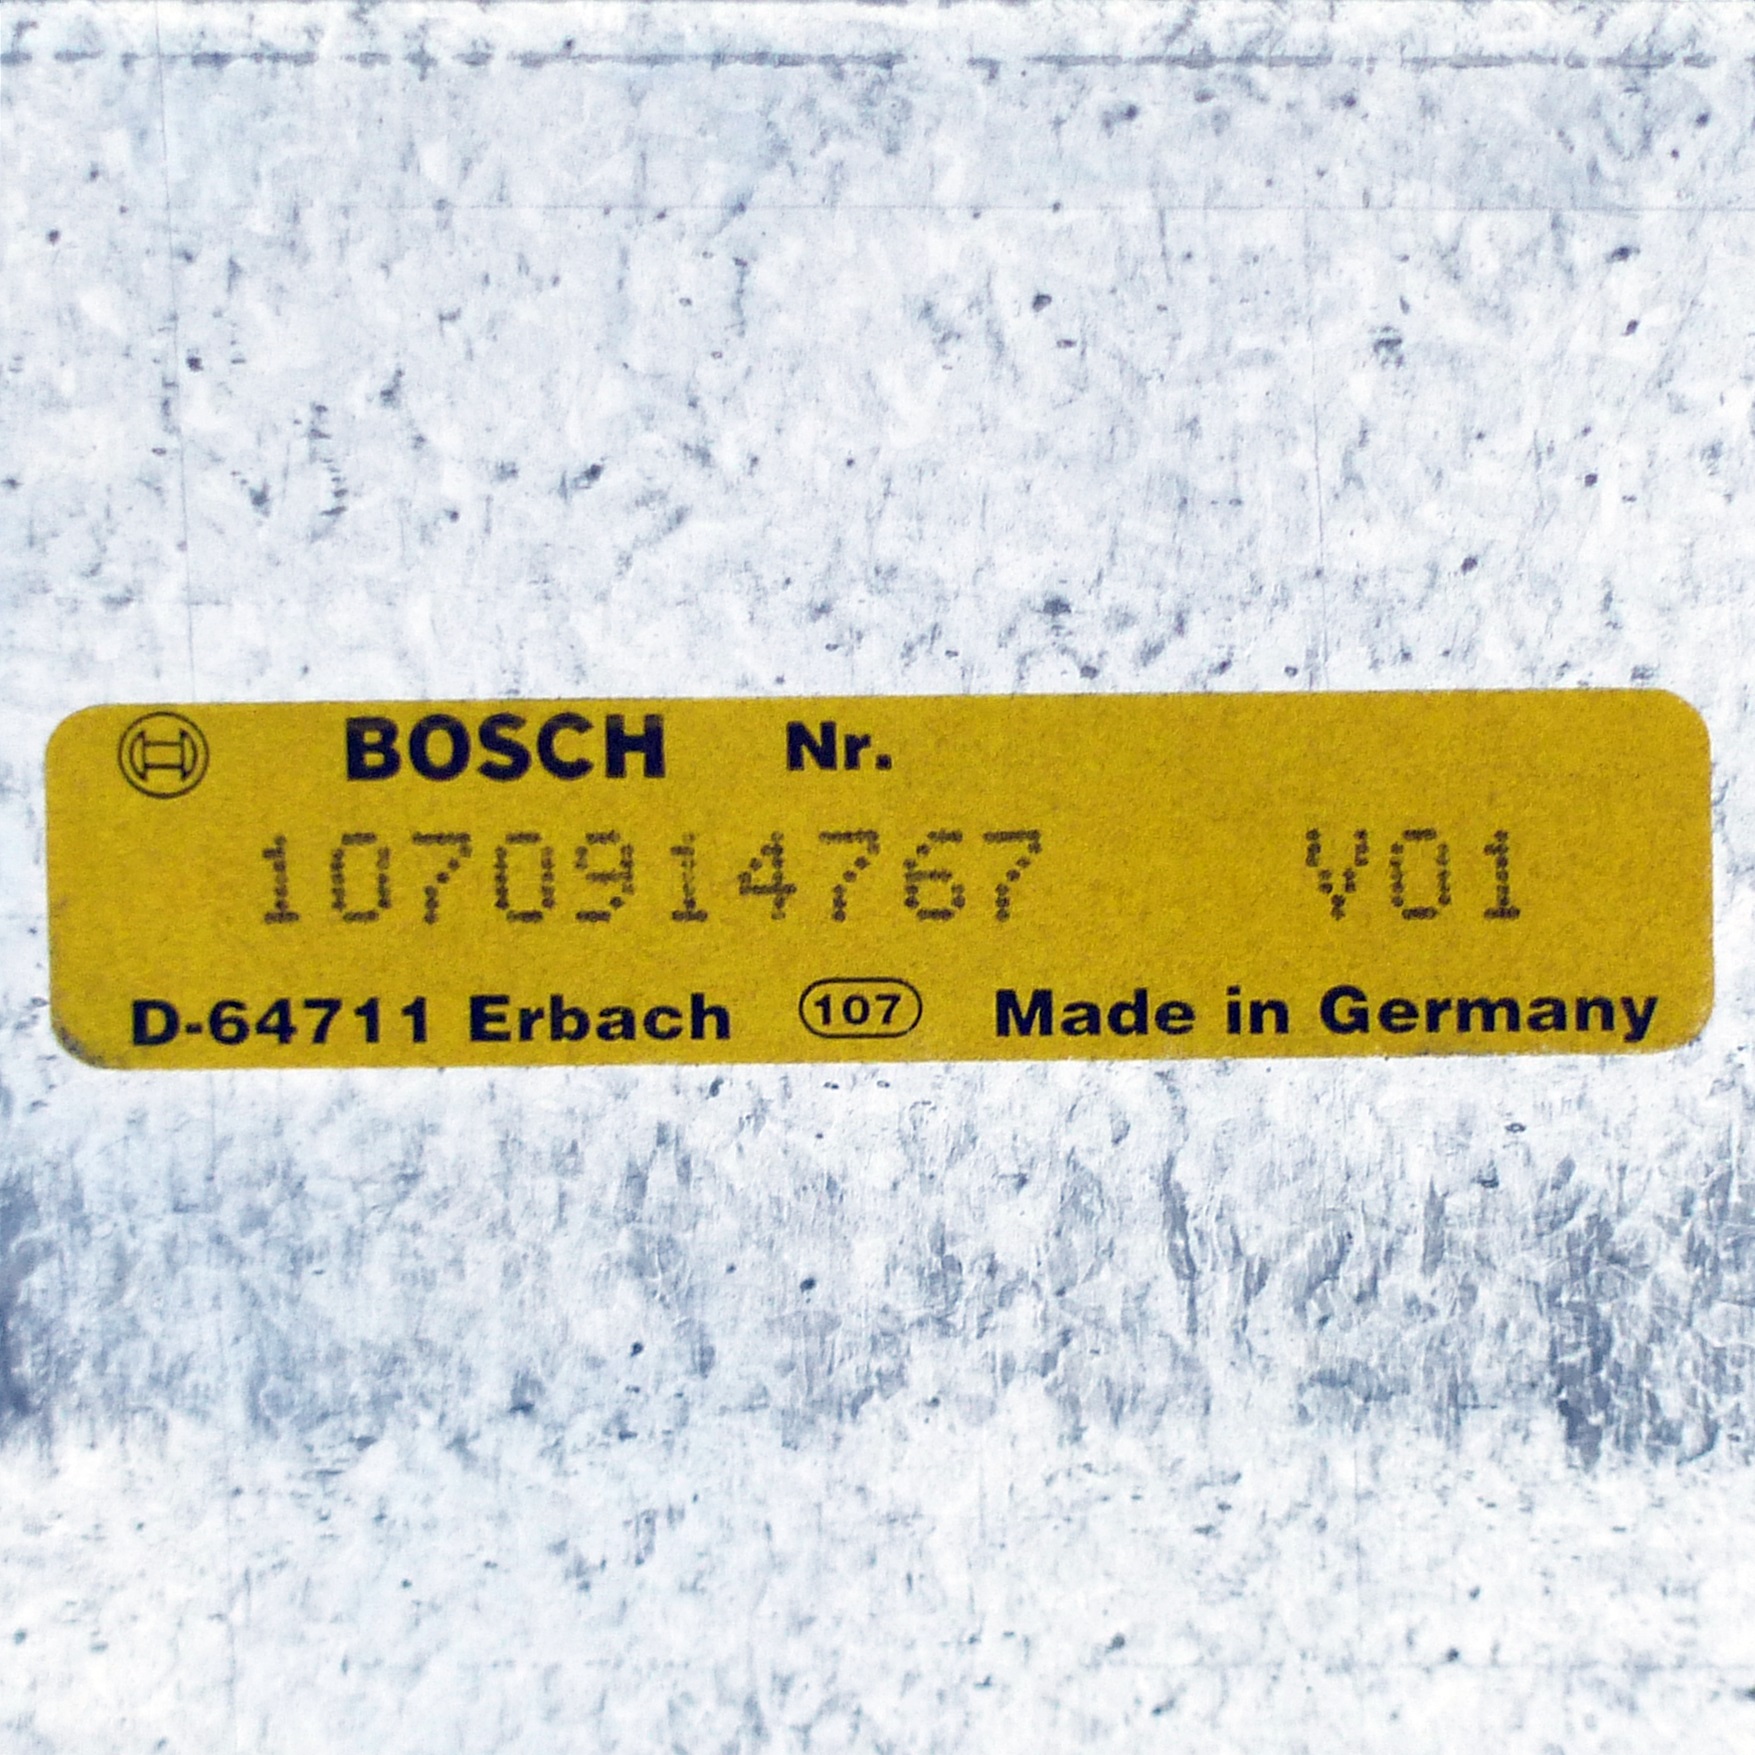 BOSCH Nr.
1070914767 V01
D-64711 Erbach 107 Made in Germany